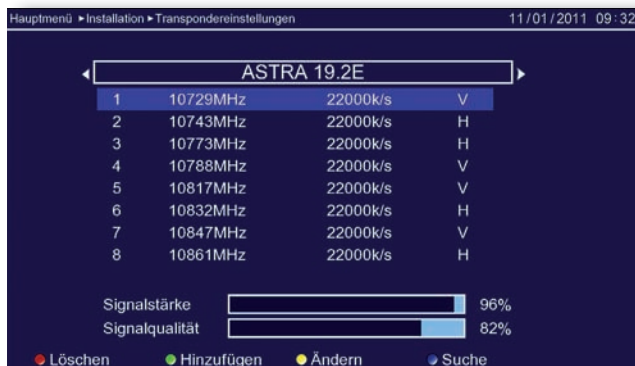 Hauptmenü ►Installation ►Transpondereinstellungen 11/01/2011 09:32
ASTRA 19.2E
1 10729MHz 22000k/s V
2 10743MHz 22000k/s H
3 10773MHz 22000k/s H
4 10788MHz 22000k/s V
5 10817MHz 22000k/s V
6 10832MHz 22000k/s H
7 10847MHz 22000k/s V
8 10861MHz 22000k/s H
Signalstärke 96%
Signalqualität 82%
Löschen Hinzufügen Ändern Suche